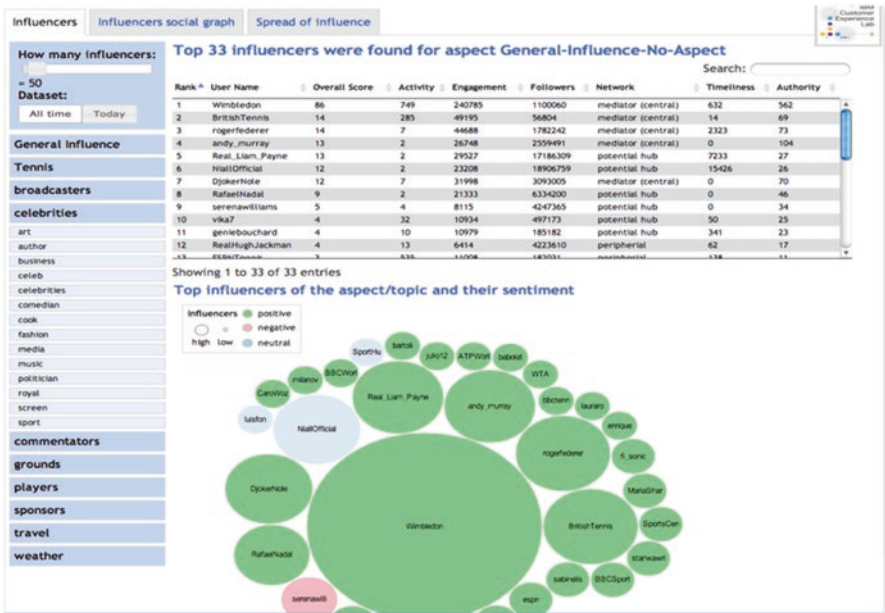 Influencers
Influencers social graph
Spread of influence
IBM
Customer
Experience
Lab
How many influencers:
= 50
Dataset:
All time Today
General Influence
Tennis
broadcasters
celebrities
art
author
business
celeb
celebrities
comedian
cook
fashion
media
music
politician
royal
screen
sport
commentators
grounds
players
sponsors
travel
weather
Top 33 influencers were found for aspect General-Influence-No-Aspect
Search:
Rank User Name Overall Score Activity Engagement Followers Network Timeliness Authority
1 Wimbledon 86 749 240785 1100060 mediator (central) 632 562
2 BritishTennis 14 285 49195 56804 mediator (central) 14 69
3 rogerfederer 14 7 44688 1782242 mediator (central) 2323 73
4 andy_murray 13 2 26748 2559491 mediator (central) 0 104
5 Real_Liam_Payne 13 2 29527 17186309 potential hub 7233 27
6 NiallOfficial 12 2 23208 18906759 potential hub 15426 26
7 DjokerNole 12 7 31998 3093005 mediator (central) 0 70
8 RafaelNadal 9 2 21333 6334200 potential hub 0 46
9 serenawilliams 5 4 8115 4247365 potential hub 0 34
10 vika7 4 32 10934 497173 potential hub 50 25
11 geniebouchard 4 10 10979 185182 potential hub 341 23
12 RealHughJackman 4 13 6414 4223610 peripherial 62 17
Showing 1 to 33 of 33 entries
Top influencers of the aspect/topic and their sentiment
Influencers
high low
positive
negative
neutral
SportHu
bartoli
julio12
ATPWorl
babolat
WTA
BBCWorl
milanov
CaroWoz
Real_Liam_Payne
andy_murray
bbctenn
lauraro
enrique
luisfon
NiallOfficial
rogerfederer
fl_sonic
DjokerNole
MariaShar
Wimbledon
BritishTennis
SportsCen
RafaelNadal
starwawri
sabinelis
BBCSport
serenawilli
espn